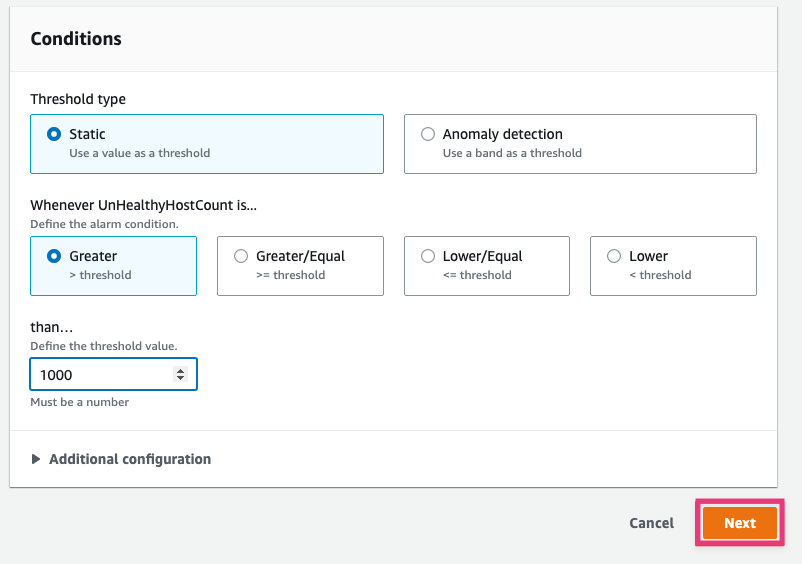 Conditions
Threshold type
Static
Use a value as a threshold
Anomaly detection
Use a band as a threshold
Whenever UnHealthyHostCount is...
Define the alarm condition.
Greater
> threshold
Greater/Equal
>= threshold
Lower/Equal
<= threshold
Lower
< threshold
than...
Define the threshold value.
1000
Must be a number
Additional configuration
Cancel
Next